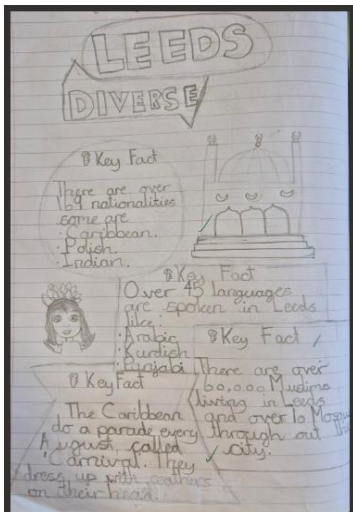 LEEDS
DIVERSE
Key Fact
There are over
169 nationalities
some are
· Caribbean.
· Polish.
· Indian.
Key Fact
Over 45 languages
are spoken in Leeds
like:
· Arabic
· Kurdish
· Punjabi
Key Fact
There are over
60,000 Muslims
living in Leeds
and over 10 Mosques
through out the
city.
Key Fact
The Caribbean
do a parade every
August called
'Carnival'. They
dress up with feathers
on their head.